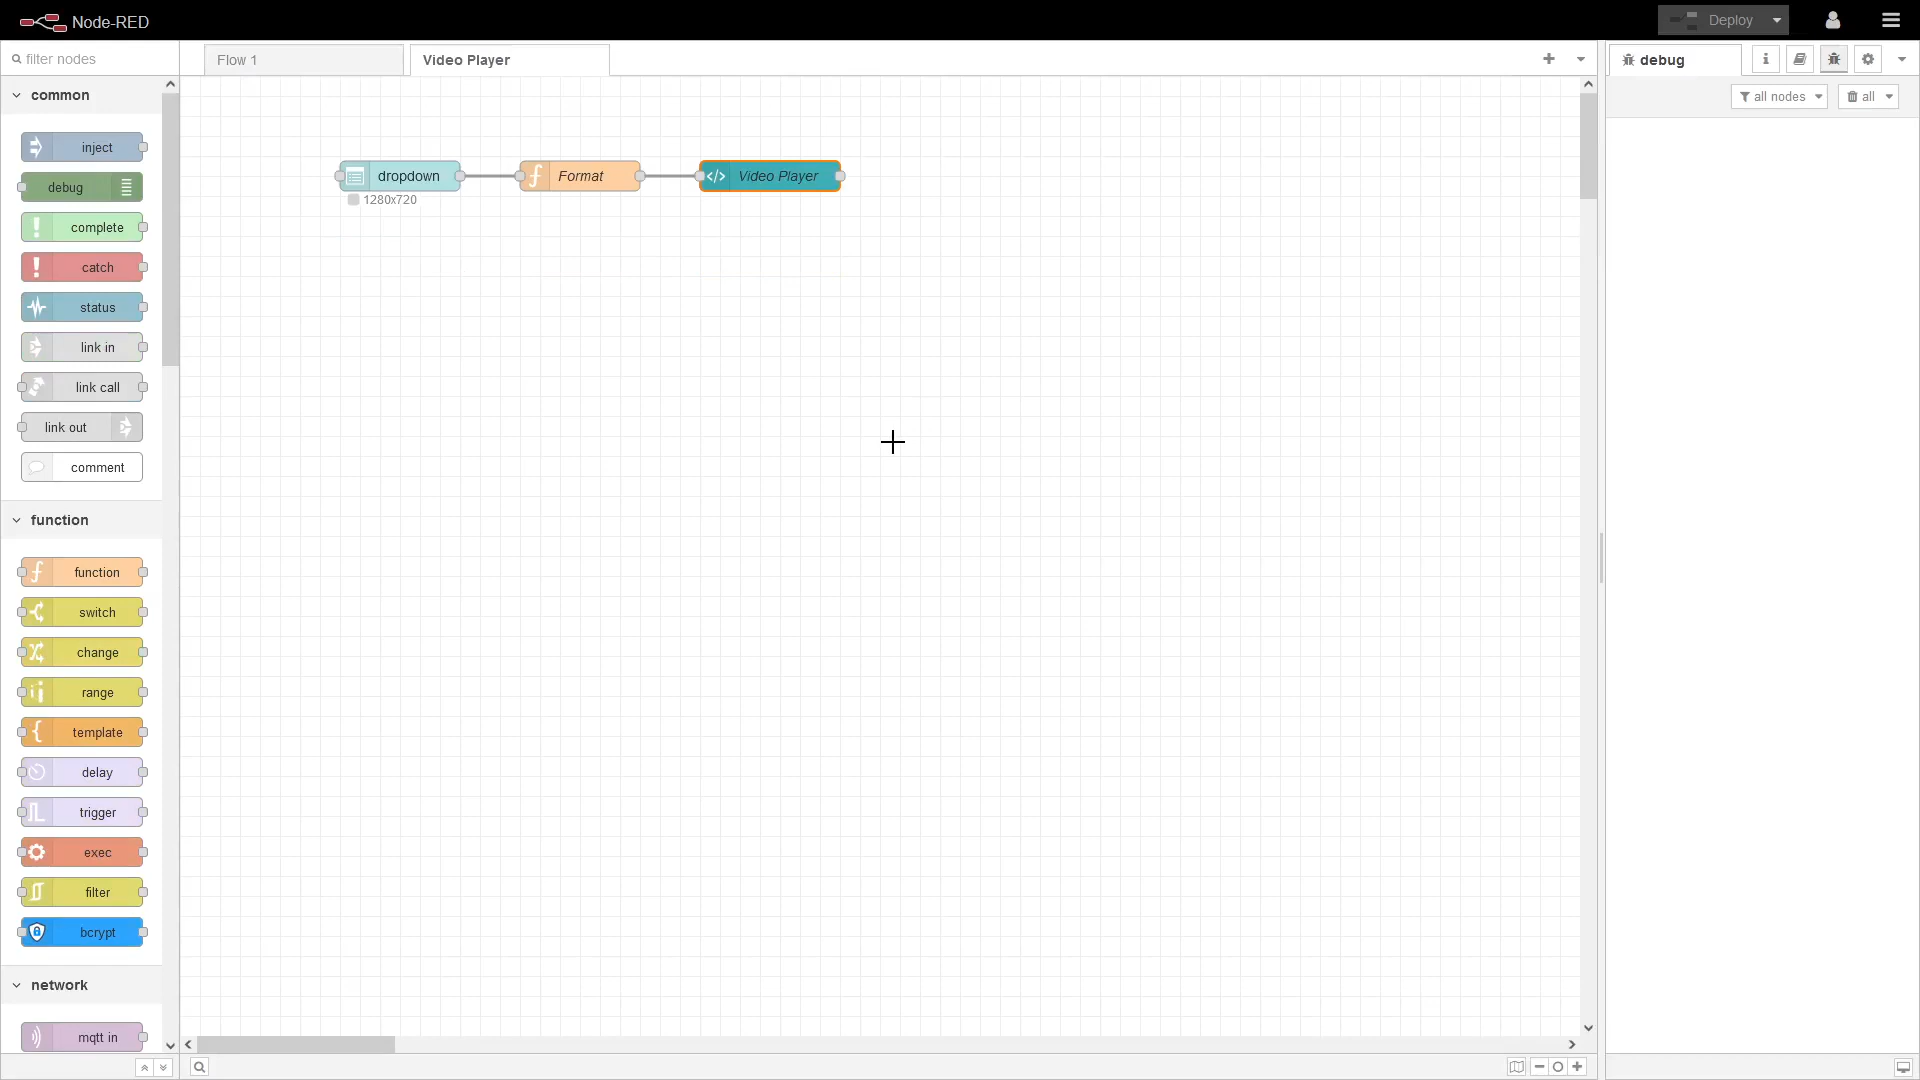 Node-RED
Deploy
filter nodes
Flow 1
Video Player
debug
all nodes
all
common
inject
debug
complete
catch
status
link in
link call
link out
comment
function
function
switch
change
range
template
delay
trigger
exec
filter
bcrypt
network
mqtt in
dropdown
Format
Video Player
1280x720